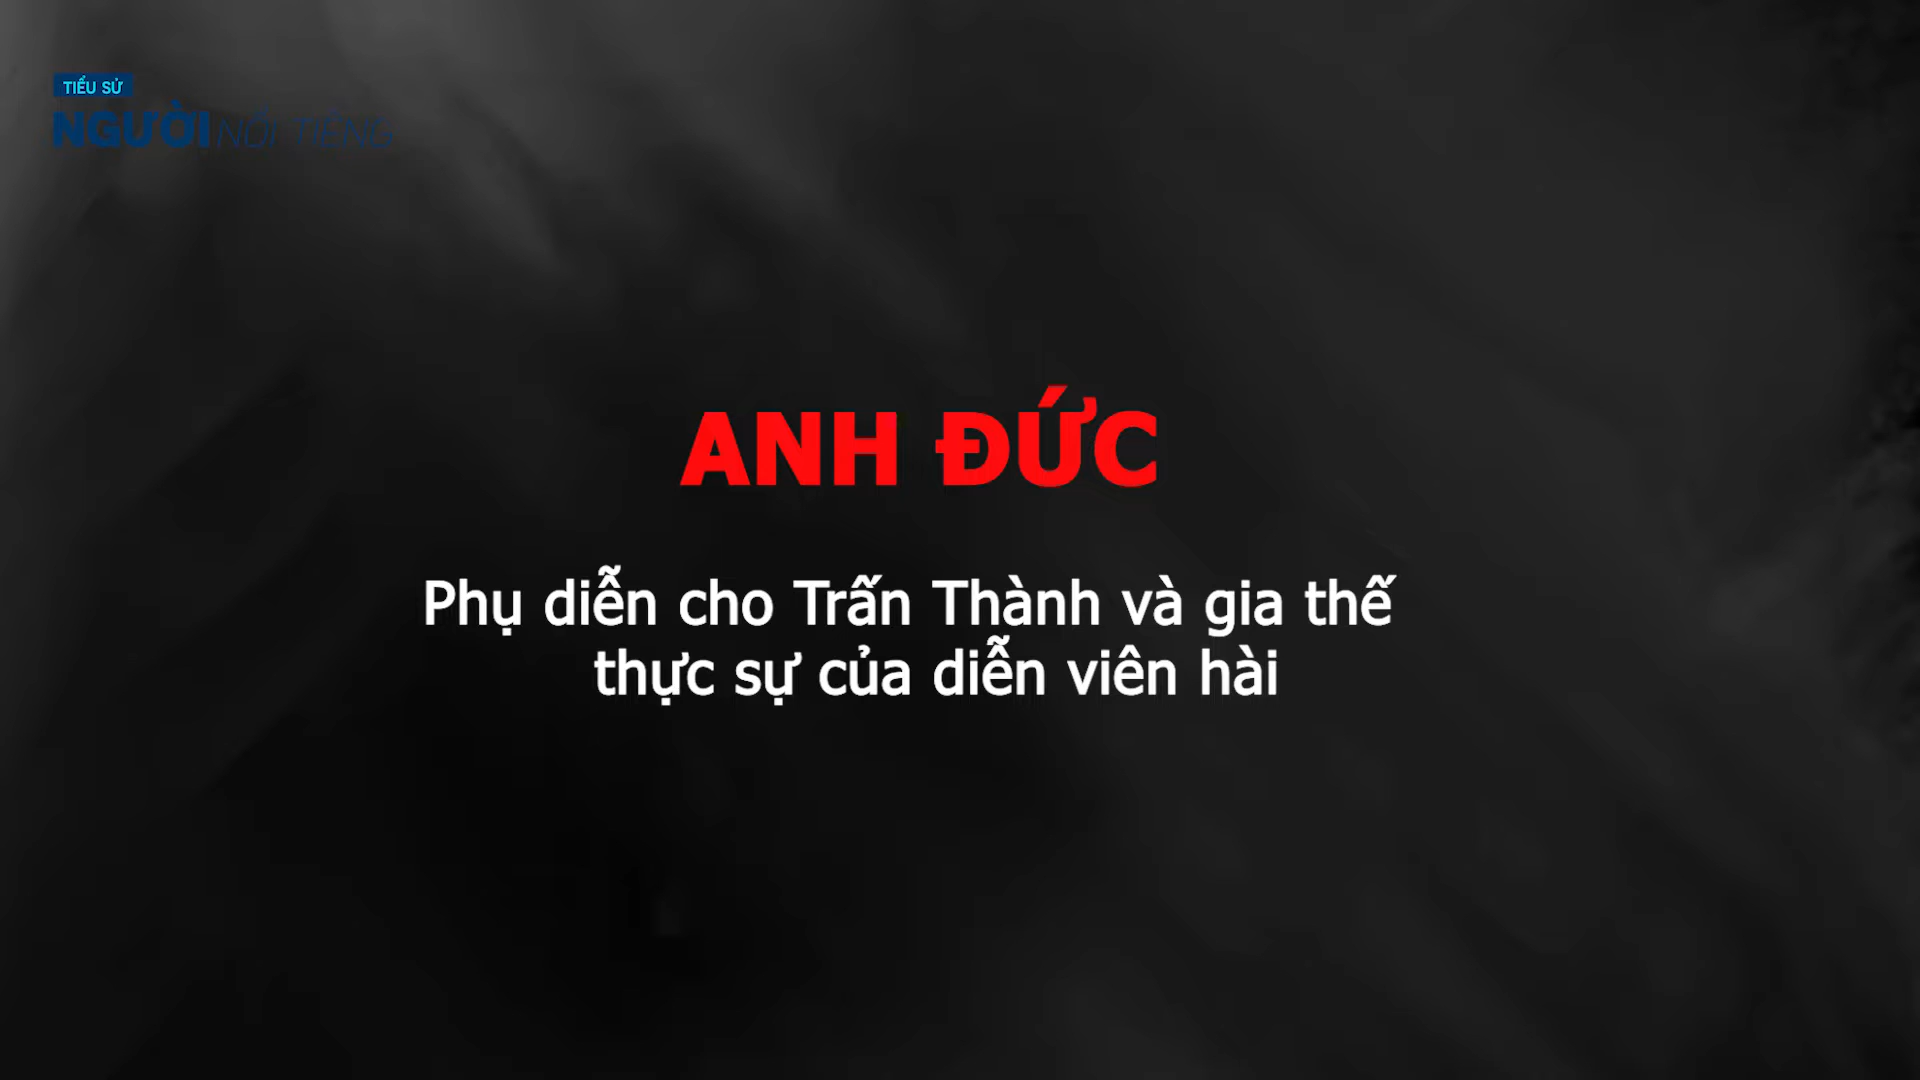 TIỂU SỬ
NGƯỜI NỔI TIẾNG
ANH ĐỨC
Phụ diễn cho Trấn Thành và gia thế
thực sự của diễn viên hài